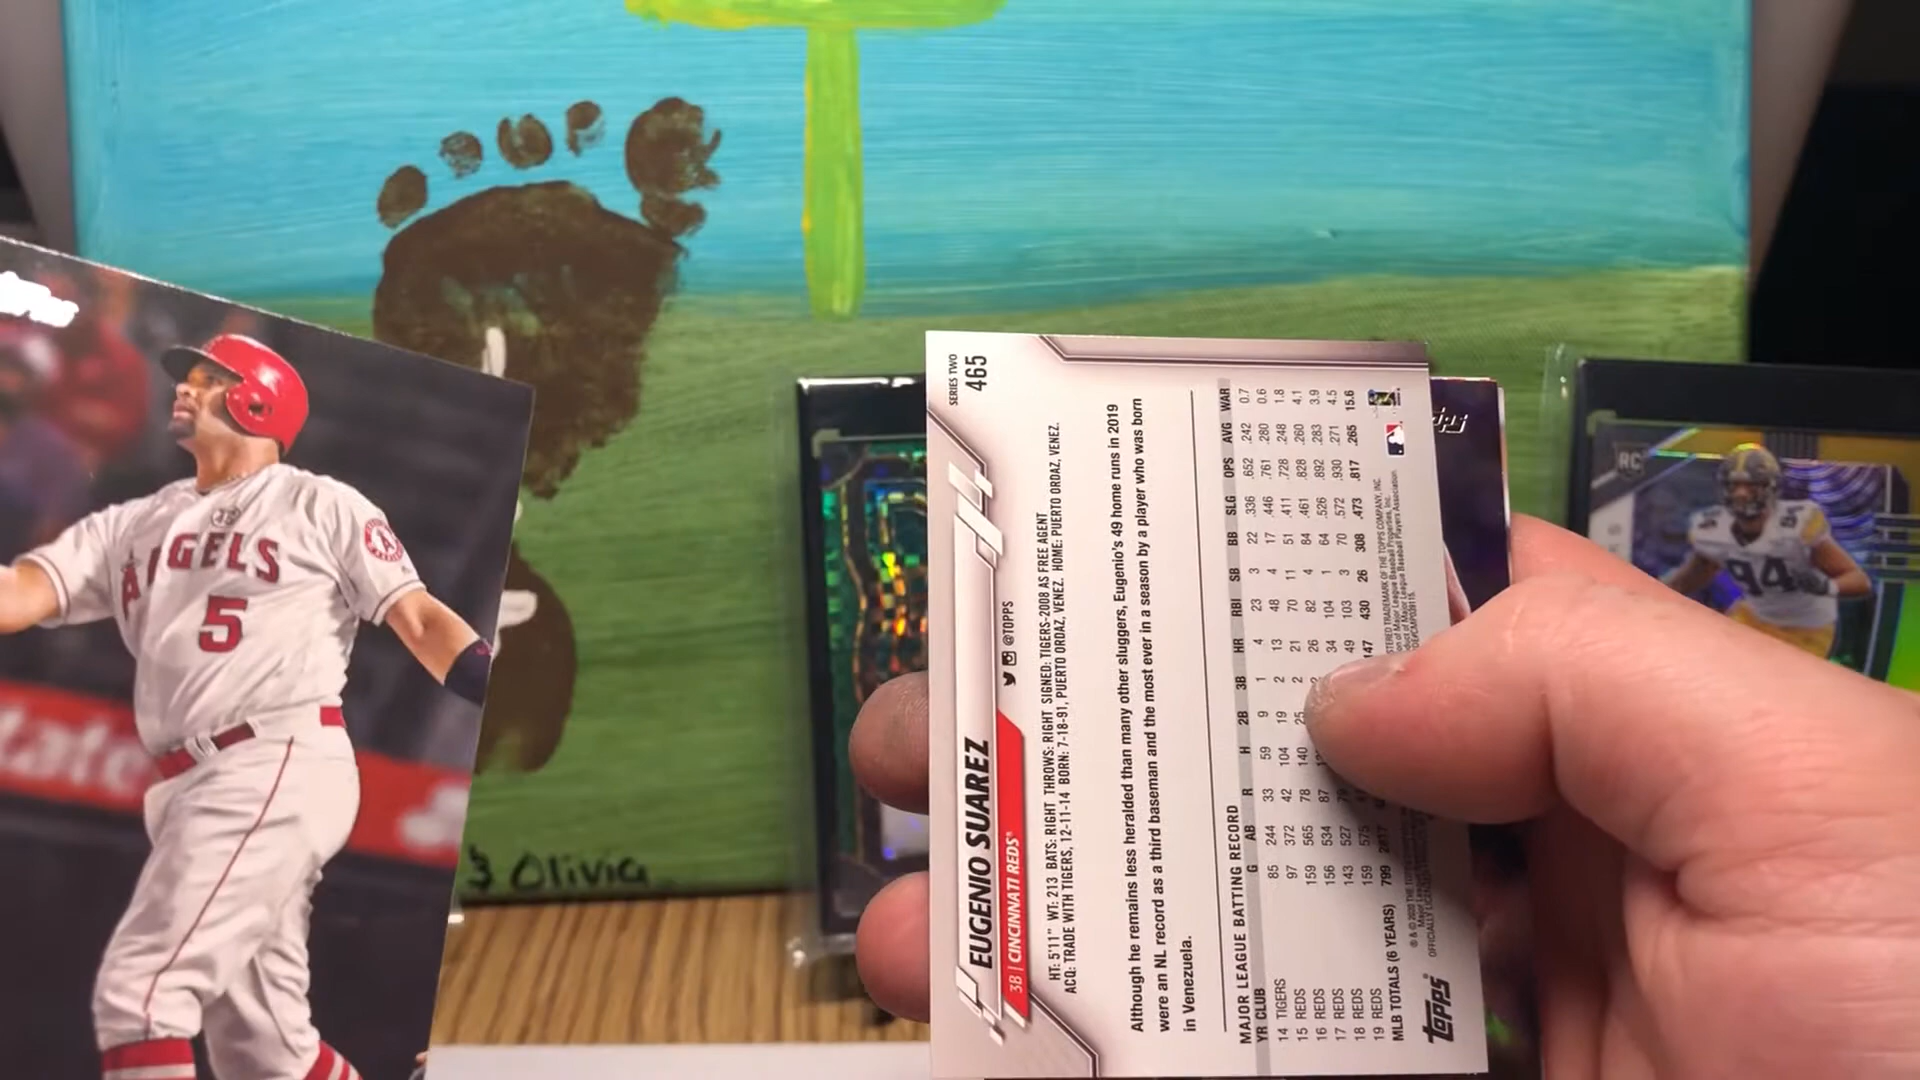 ANGELS
5
tate
& Olivia
SERIES TWO
465
EUGENIO SUAREZ
3B | CINCINNATI REDS®
@TOPPS
HT: 5'11" WT: 213 BATS: RIGHT THROWS: RIGHT SIGNED: TIGERS-2008 AS FREE AGENT
ACQ: TRADE WITH TIGERS, 12-11-14 BORN: 7-18-91, PUERTO ORDAZ, VENEZ. HOME: PUERTO ORDAZ, VENEZ.
Although he remains less heralded than many other sluggers, Eugenio's 49 home runs in 2019
were an NL record as a third baseman and the most ever in a season by a player who was born
in Venezuela.
MAJOR LEAGUE BATTING RECORD
YR CLUB G AB R H 2B 3B HR RBI SB BB SLG OPS AVG WAR
14 TIGERS 85 244 33 59 9 1 4 23 3 22 .336 .652 .242 0.7
15 REDS 97 372 42 104 19 2 13 48 4 17 .446 .761 .280 0.6
16 REDS 159 565 78 140 25 2 21 70 11 51 .411 .728 .248 1.8
17 REDS 156 534 87 26 82 4 84 .461 .828 .260 4.1
18 REDS 143 527 34 104 1 64 .526 .892 .283 3.9
19 REDS 159 575 49 103 3 70 .572 .930 .271 4.5
MLB TOTALS (6 YEARS) 799 147 430 26 308 .473 .817 .265 15.6
topps
RC
94